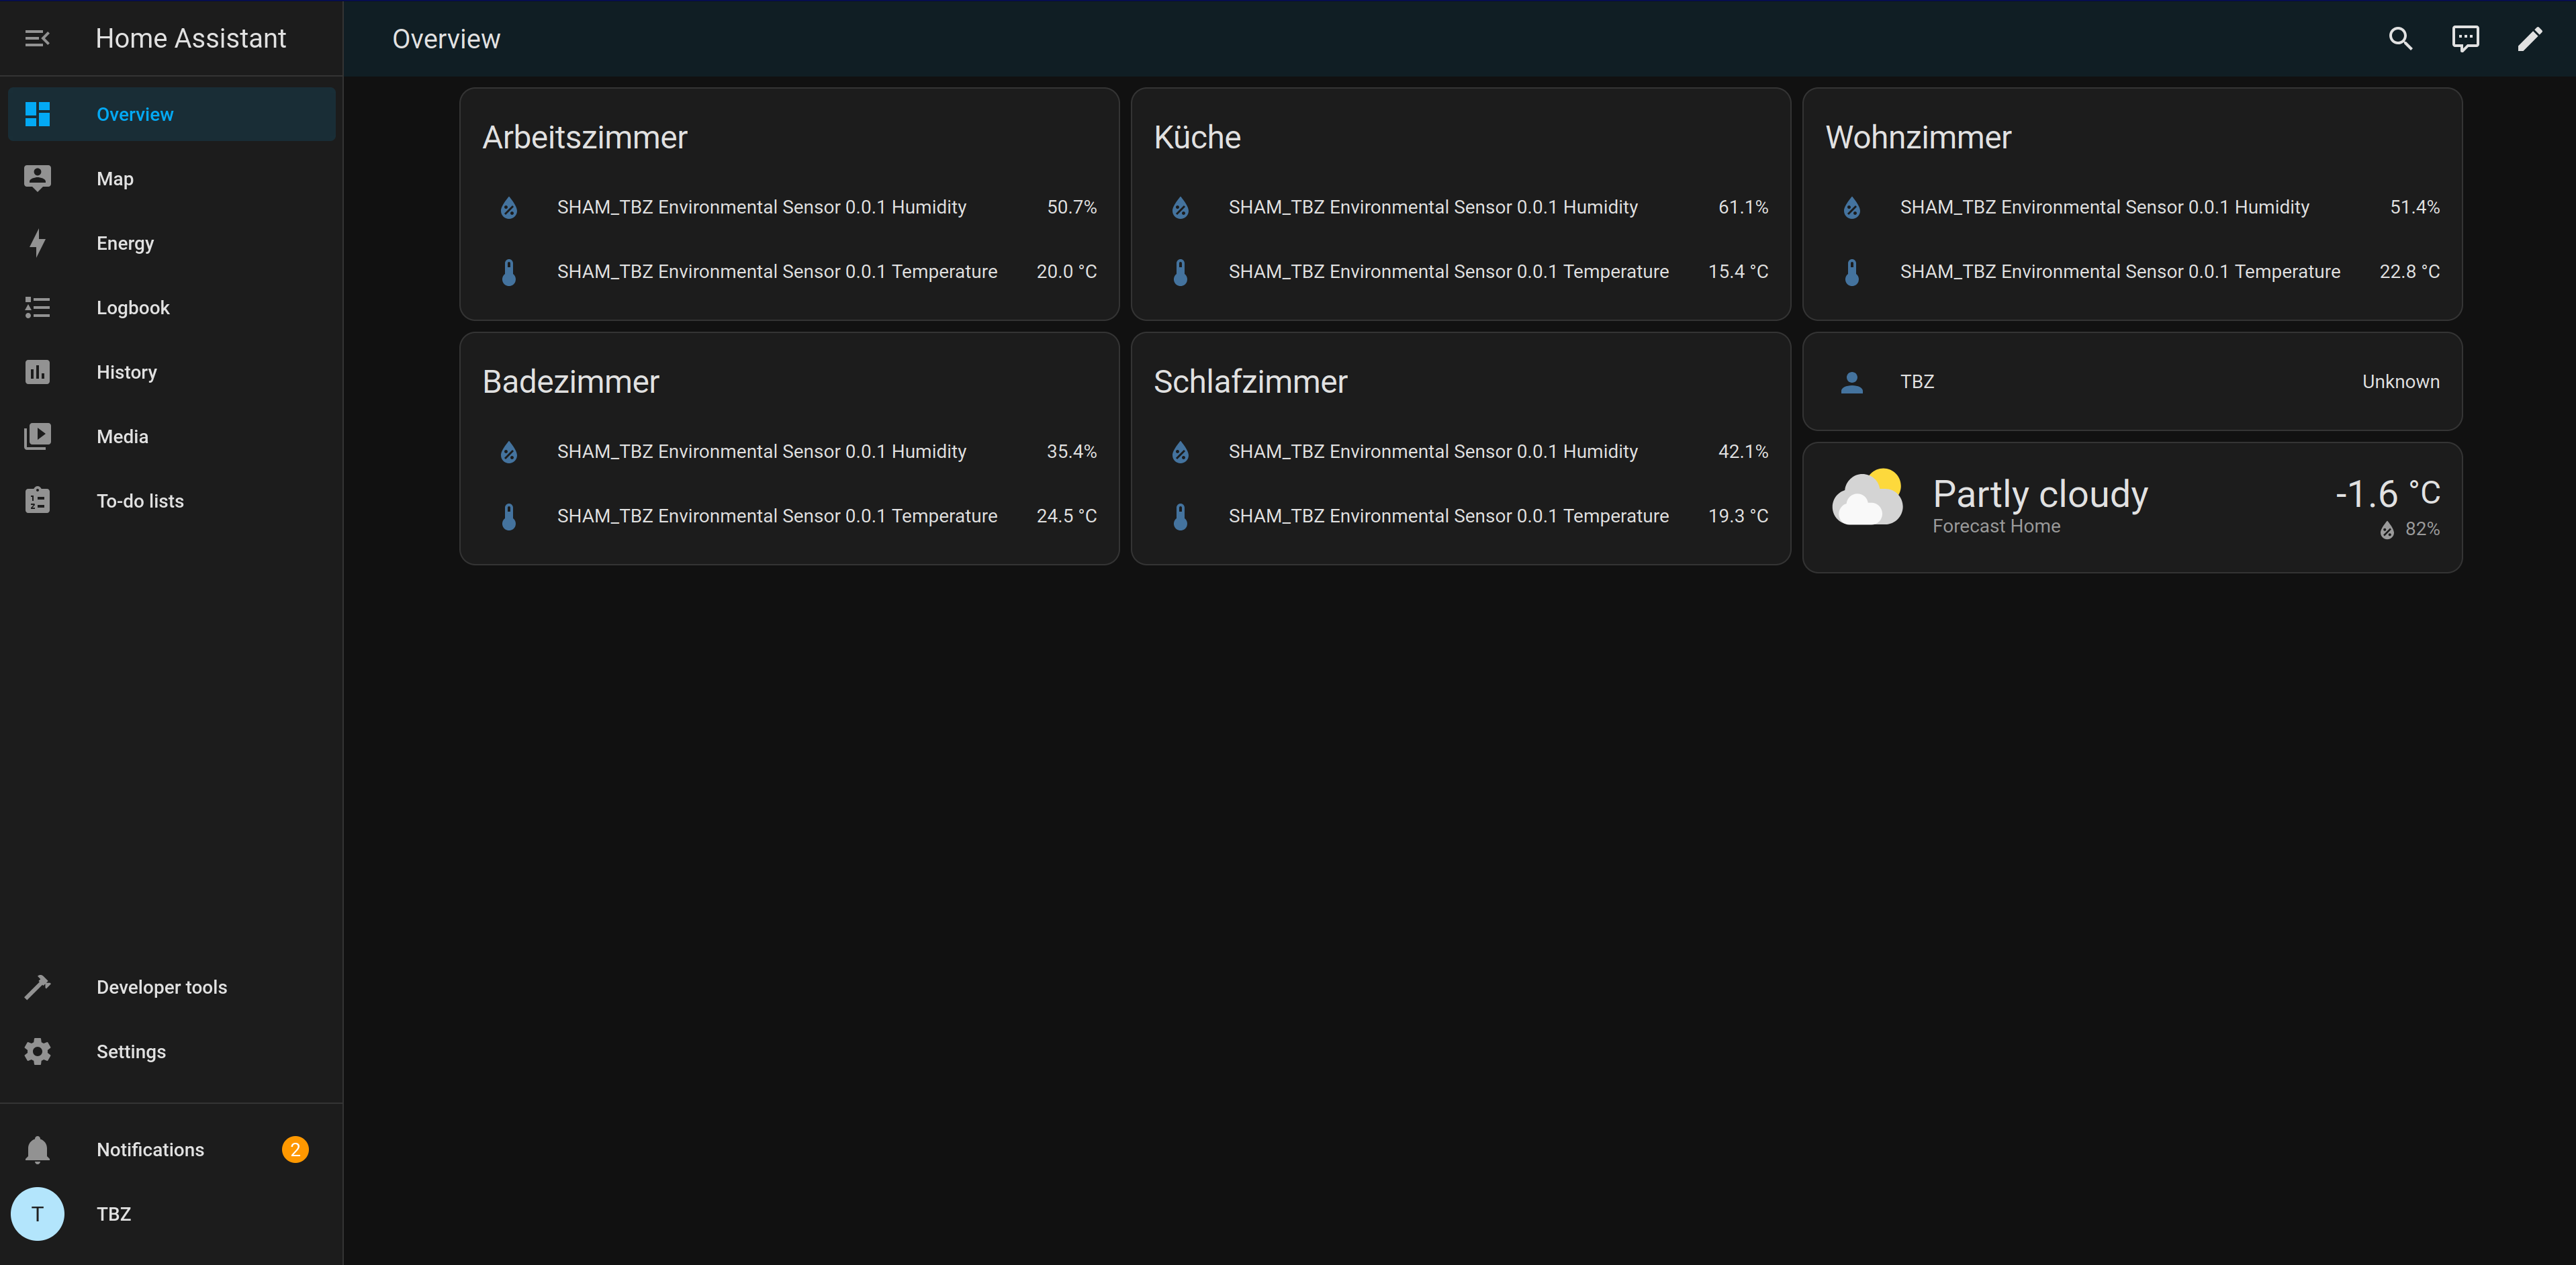 Home Assistant
Overview
Map
Energy
Logbook
History
Media
To-do lists
Developer tools
Settings
Notifications 2
T TBZ
Overview
Arbeitszimmer
SHAM_TBZ Environmental Sensor 0.0.1 Humidity 50.7%
SHAM_TBZ Environmental Sensor 0.0.1 Temperature 20.0 °C
Küche
SHAM_TBZ Environmental Sensor 0.0.1 Humidity 61.1%
SHAM_TBZ Environmental Sensor 0.0.1 Temperature 15.4 °C
Wohnzimmer
SHAM_TBZ Environmental Sensor 0.0.1 Humidity 51.4%
SHAM_TBZ Environmental Sensor 0.0.1 Temperature 22.8 °C
Badezimmer
SHAM_TBZ Environmental Sensor 0.0.1 Humidity 35.4%
SHAM_TBZ Environmental Sensor 0.0.1 Temperature 24.5 °C
Schlafzimmer
SHAM_TBZ Environmental Sensor 0.0.1 Humidity 42.1%
SHAM_TBZ Environmental Sensor 0.0.1 Temperature 19.3 °C
TBZ Unknown
Partly cloudy -1.6 °C
Forecast Home 82%